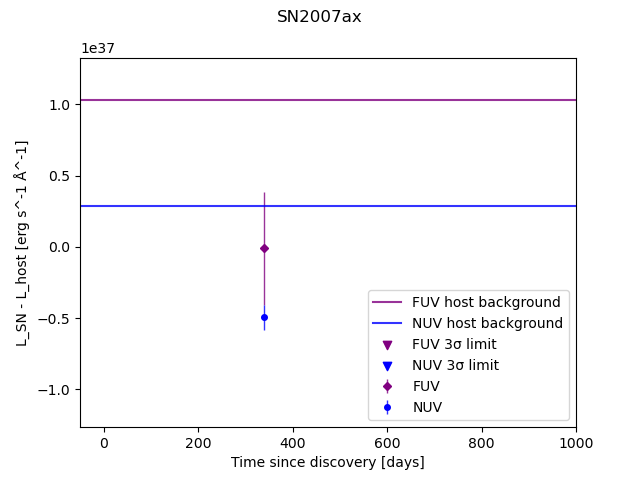 SN2007ax
1e37
1.0
0.5
0.0
−0.5
−1.0
L_SN - L_host [erg s^-1 Å^-1]
FUV host background
NUV host background
FUV 3σ limit
NUV 3σ limit
FUV
NUV
0 200 400 600 800 1000
Time since discovery [days]